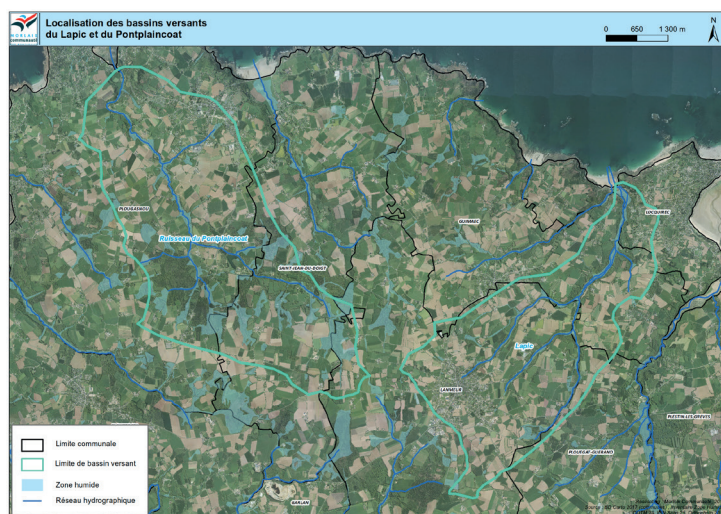 MORLAIX
communauté
Localisation des bassins versants
du Lapic et du Pontplaincoat
0 650 1 300 m
N
PLOUGASNOU
Ruisseau du Pontplaincoat
SAINT-JEAN-DU-DOIGT
GUIMAEC
LOCQUIREC
Lapic
LANMEUR
PLESTIN-LES-GREVES
PLOUEGAT-GUERAND
GARLAN
Limite communale
Limite de bassin versant
Zone humide
Réseau hydrographique